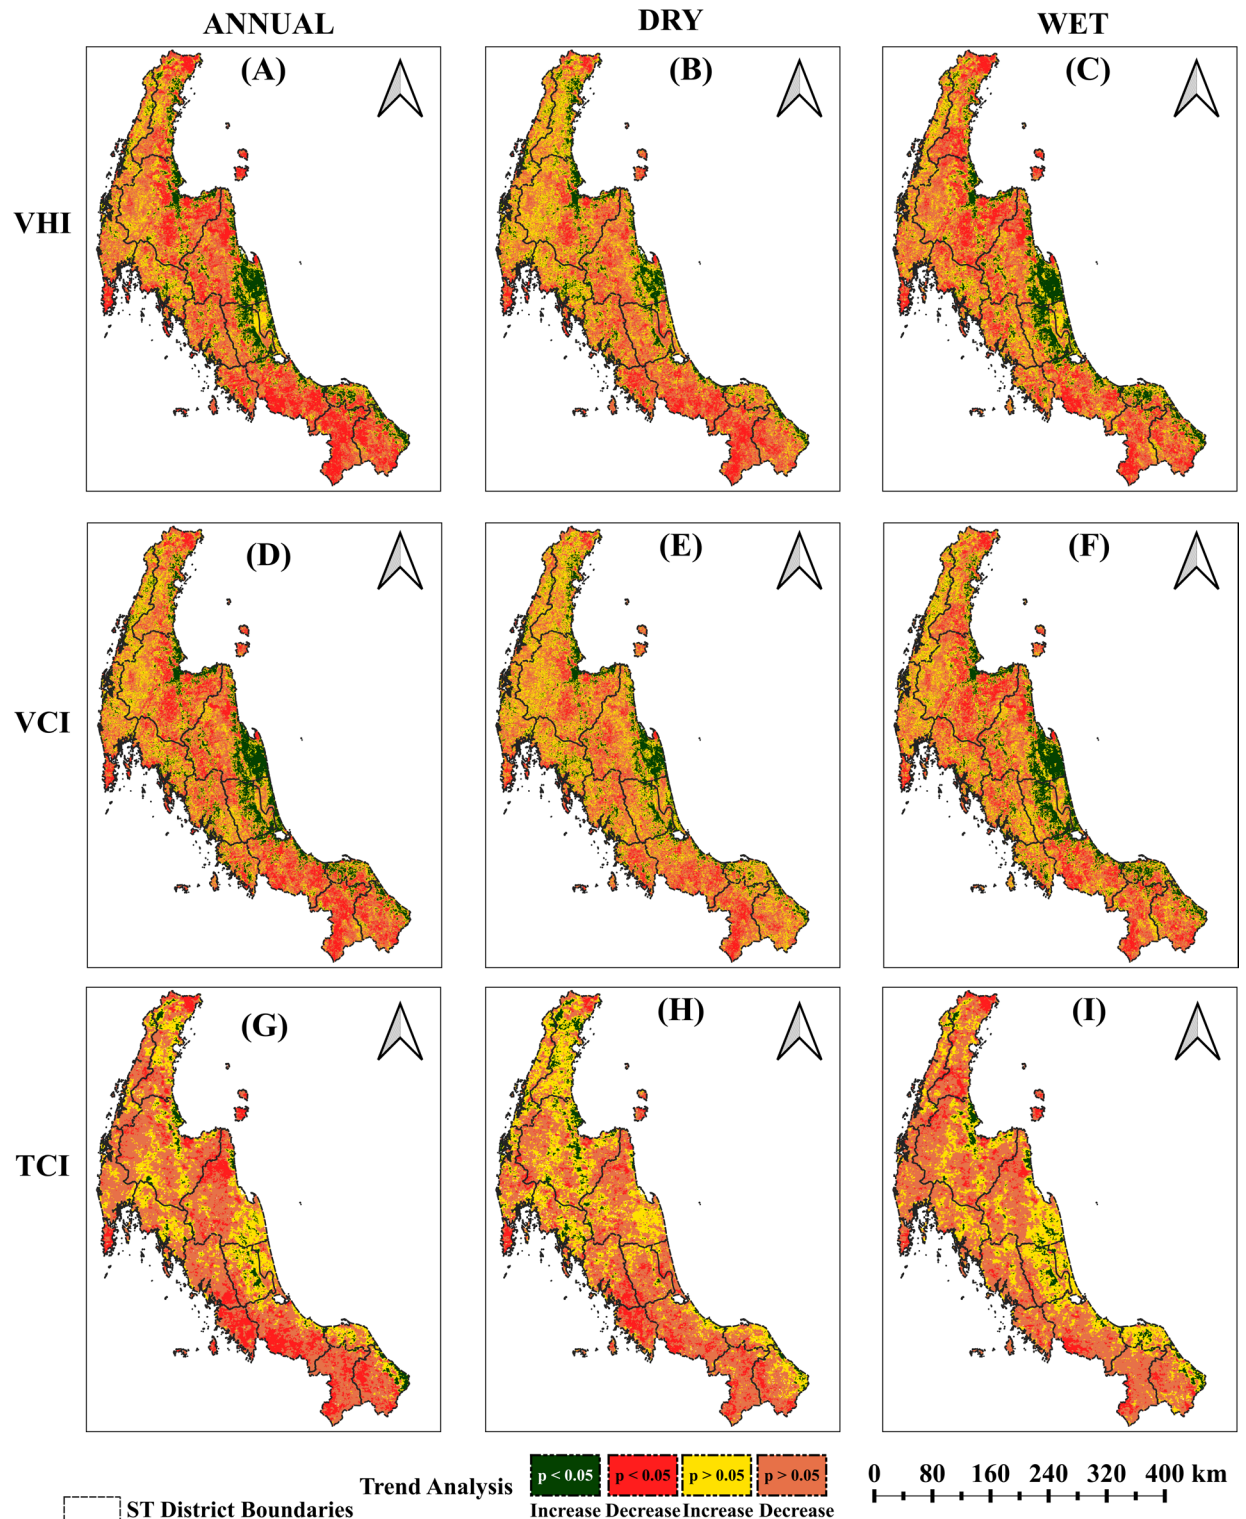 ANNUAL DRY WET
(A) (B) (C)
VHI
(D) (E) (F)
VCI
(G) (H) (I)
TCI
Trend Analysis p < 0.05 p < 0.05 p > 0.05 p > 0.05
Increase Decrease Increase Decrease
0 80 160 240 320 400 km
ST District Boundaries